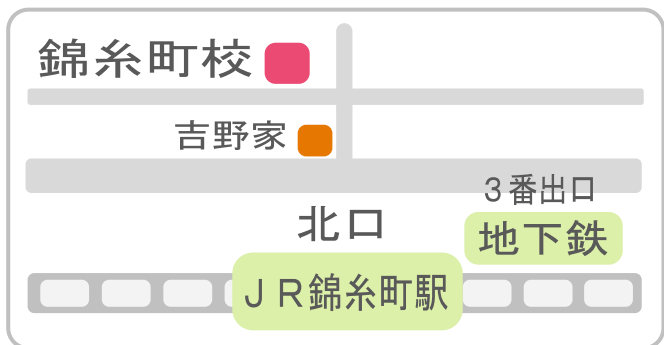 錦糸町校
吉野家
３番出口
北口
地下鉄
ＪＲ錦糸町駅